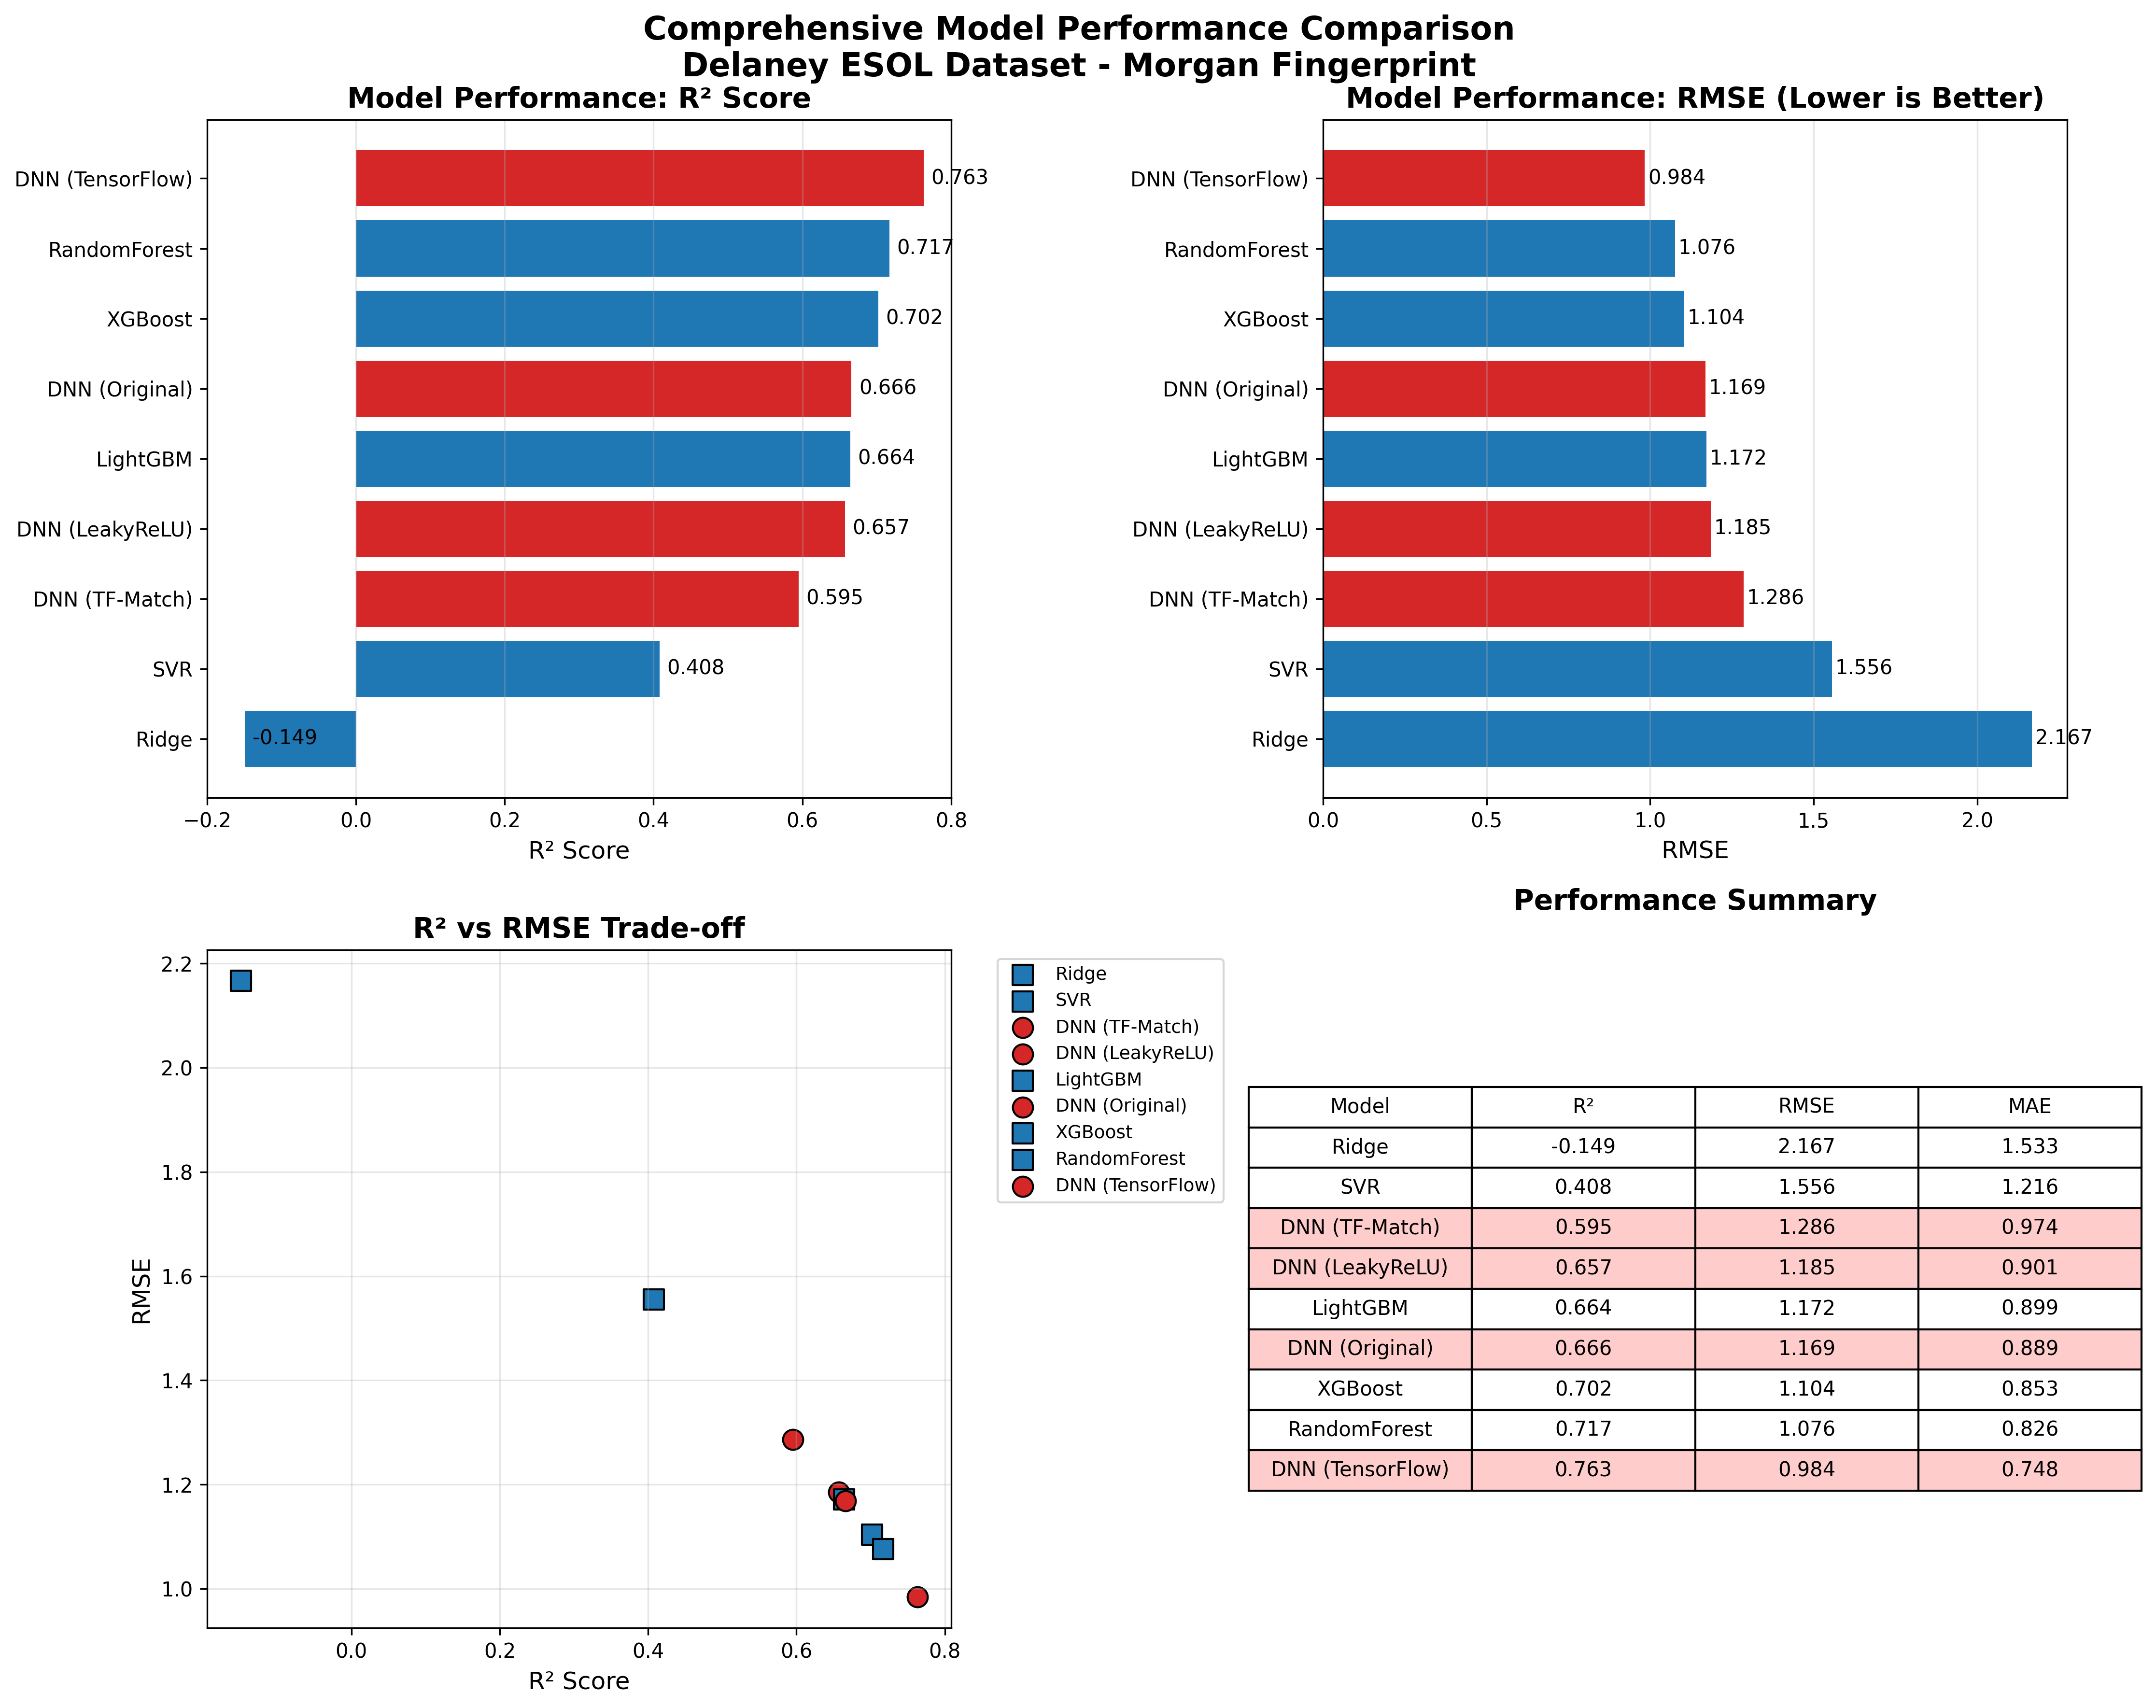 Comprehensive Model Performance Comparison
Delaney ESOL Dataset - Morgan Fingerprint
Model Performance: R² Score
DNN (TensorFlow) 0.763
RandomForest 0.717
XGBoost 0.702
DNN (Original) 0.666
LightGBM 0.664
DNN (LeakyReLU) 0.657
DNN (TF-Match) 0.595
SVR 0.408
Ridge -0.149
−0.2 0.0 0.2 0.4 0.6 0.8
R² Score
Model Performance: RMSE (Lower is Better)
DNN (TensorFlow) 0.984
RandomForest 1.076
XGBoost 1.104
DNN (Original) 1.169
LightGBM 1.172
DNN (LeakyReLU) 1.185
DNN (TF-Match) 1.286
SVR 1.556
Ridge 2.167
0.0 0.5 1.0 1.5 2.0
RMSE
R² vs RMSE Trade-off
RMSE
2.2
2.0
1.8
1.6
1.4
1.2
1.0
0.0 0.2 0.4 0.6 0.8
R² Score
Ridge
SVR
DNN (TF-Match)
DNN (LeakyReLU)
LightGBM
DNN (Original)
XGBoost
RandomForest
DNN (TensorFlow)
Performance Summary
Model R² RMSE MAE
Ridge -0.149 2.167 1.533
SVR 0.408 1.556 1.216
DNN (TF-Match) 0.595 1.286 0.974
DNN (LeakyReLU) 0.657 1.185 0.901
LightGBM 0.664 1.172 0.899
DNN (Original) 0.666 1.169 0.889
XGBoost 0.702 1.104 0.853
RandomForest 0.717 1.076 0.826
DNN (TensorFlow) 0.763 0.984 0.748